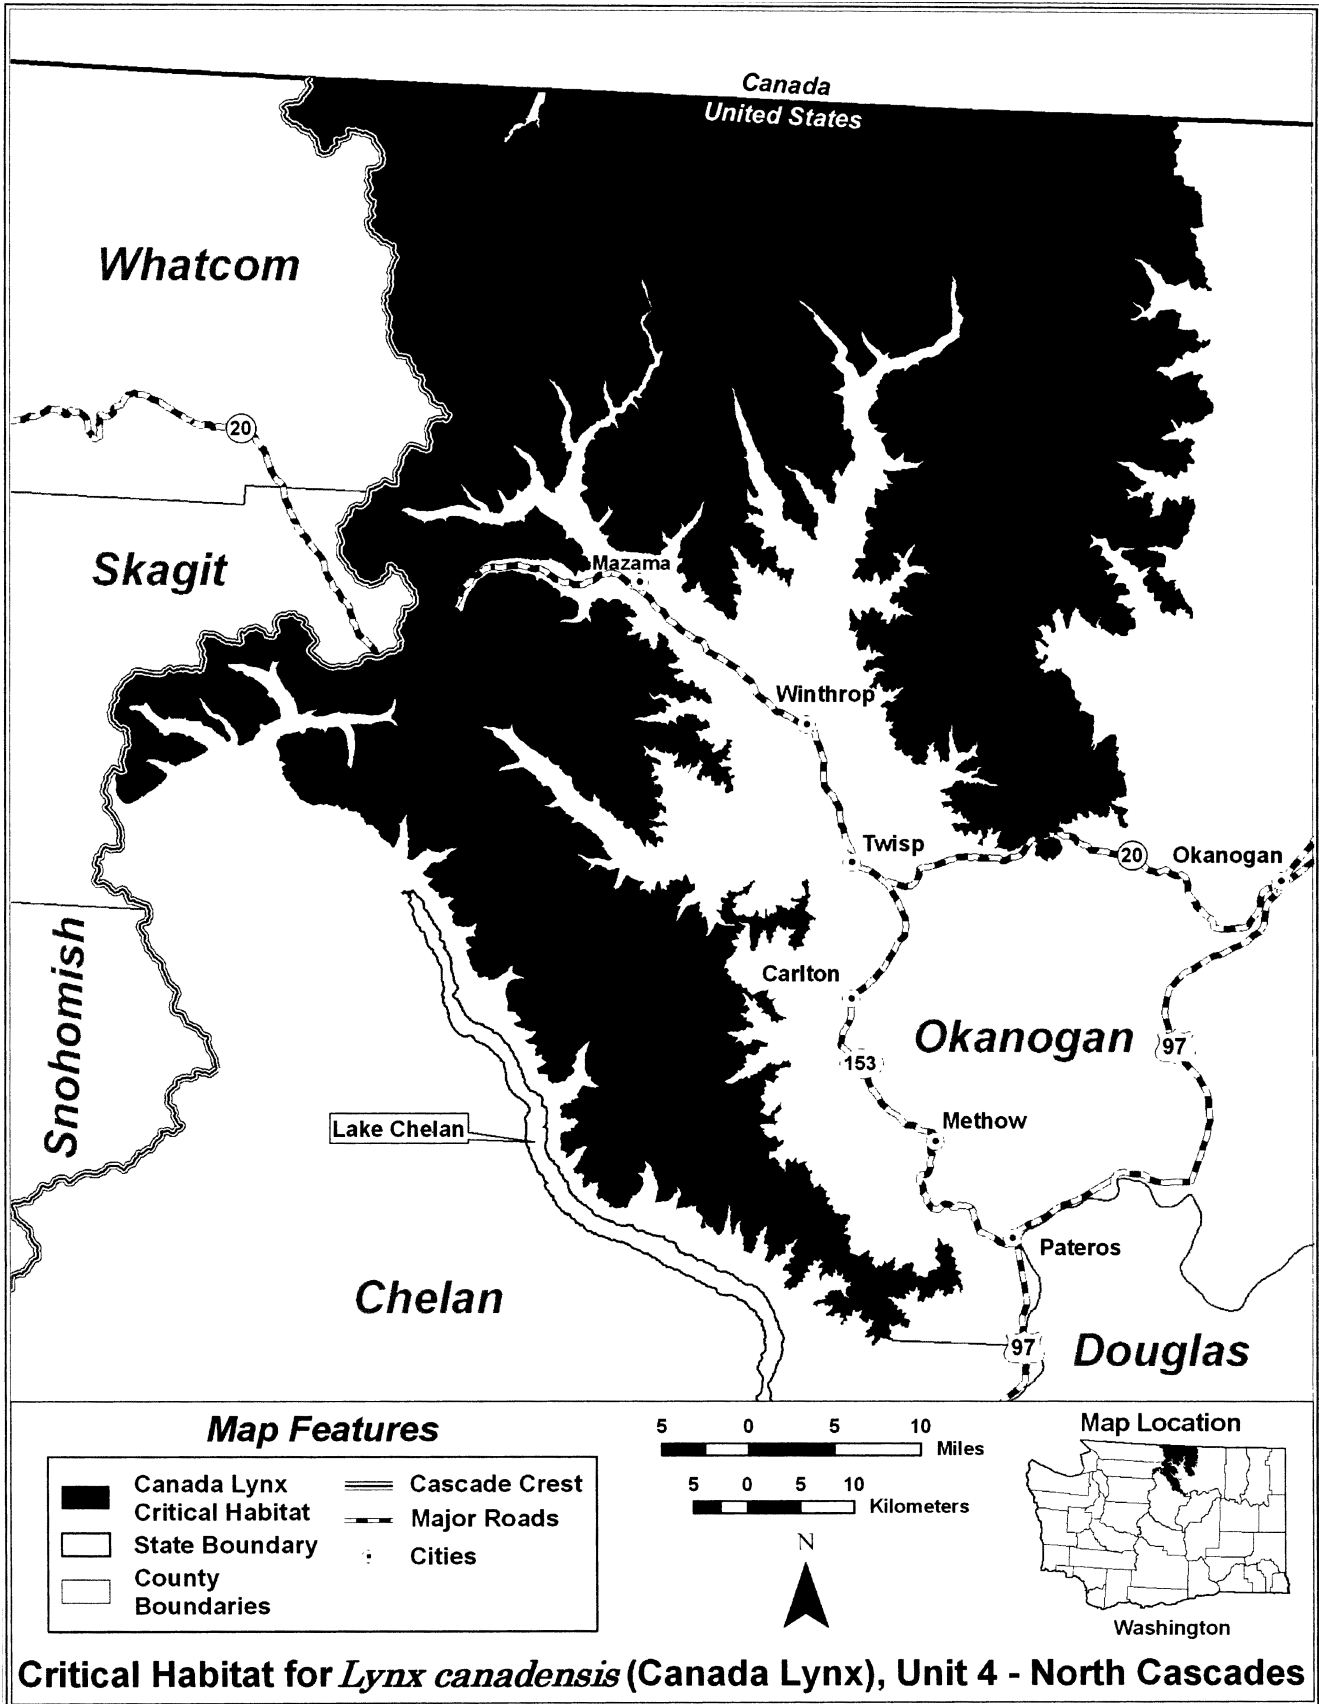 Canada
United States
Whatcom
20
Skagit
Mazama
Winthrop
Twisp
20
Okanogan
Snohomish
Carlton
Okanogan
97
153
Methow
Lake Chelan
Pateros
Chelan
97
Douglas
Map Features
Canada Lynx
Critical Habitat
State Boundary
County
Boundaries
Cascade Crest
Major Roads
Cities
5 0 5 10
Miles
5 0 5 10
Kilometers
N
Map Location
Washington
Critical Habitat for Lynx canadensis (Canada Lynx), Unit 4 - North Cascades